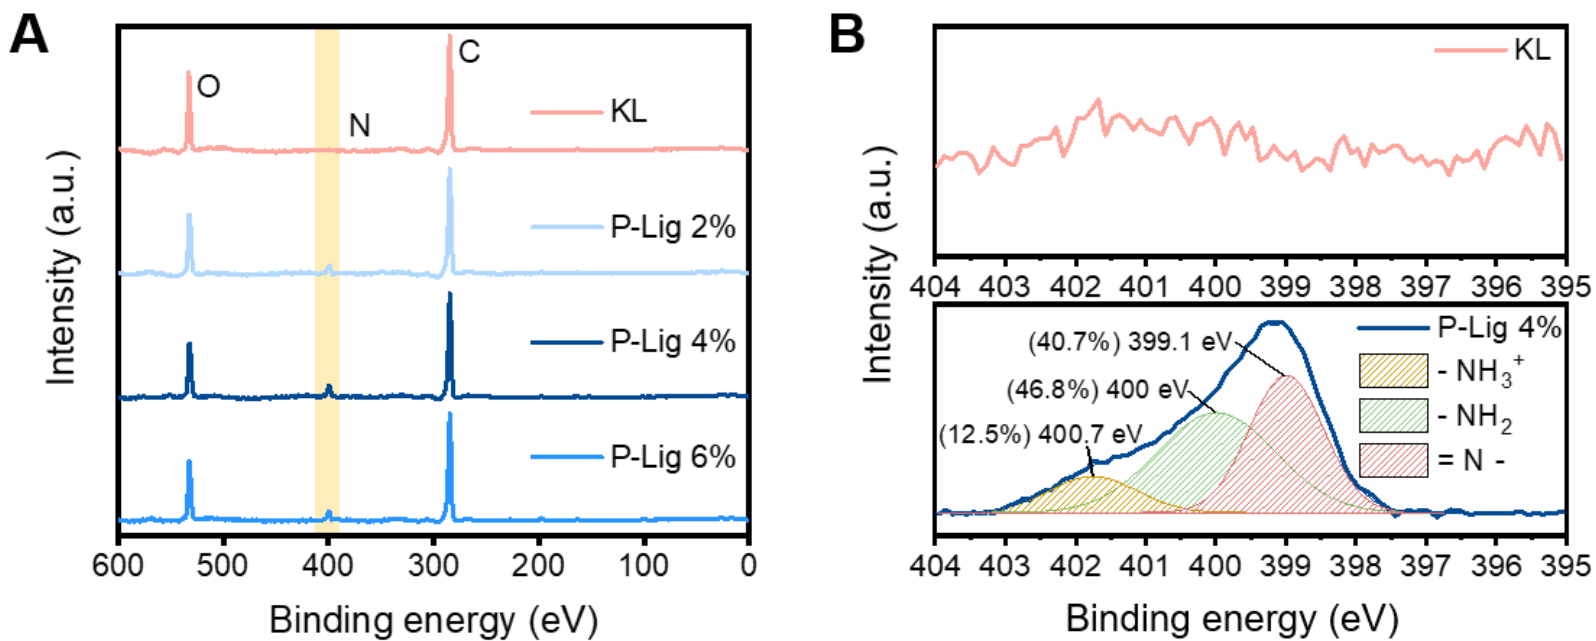 A
O
C
N
KL
P-Lig 2%
P-Lig 4%
P-Lig 6%
Intensity (a.u.)
600 500 400 300 200 100 0
Binding energy (eV)
B
KL
404 403 402 401 400 399 398 397 396 395
Intensity (a.u.)
(40.7%) 399.1 eV
(46.8%) 400 eV
(12.5%) 400.7 eV
P-Lig 4%
- NH3+
- NH2
= N -
404 403 402 401 400 399 398 397 396 395
Binding energy (eV)